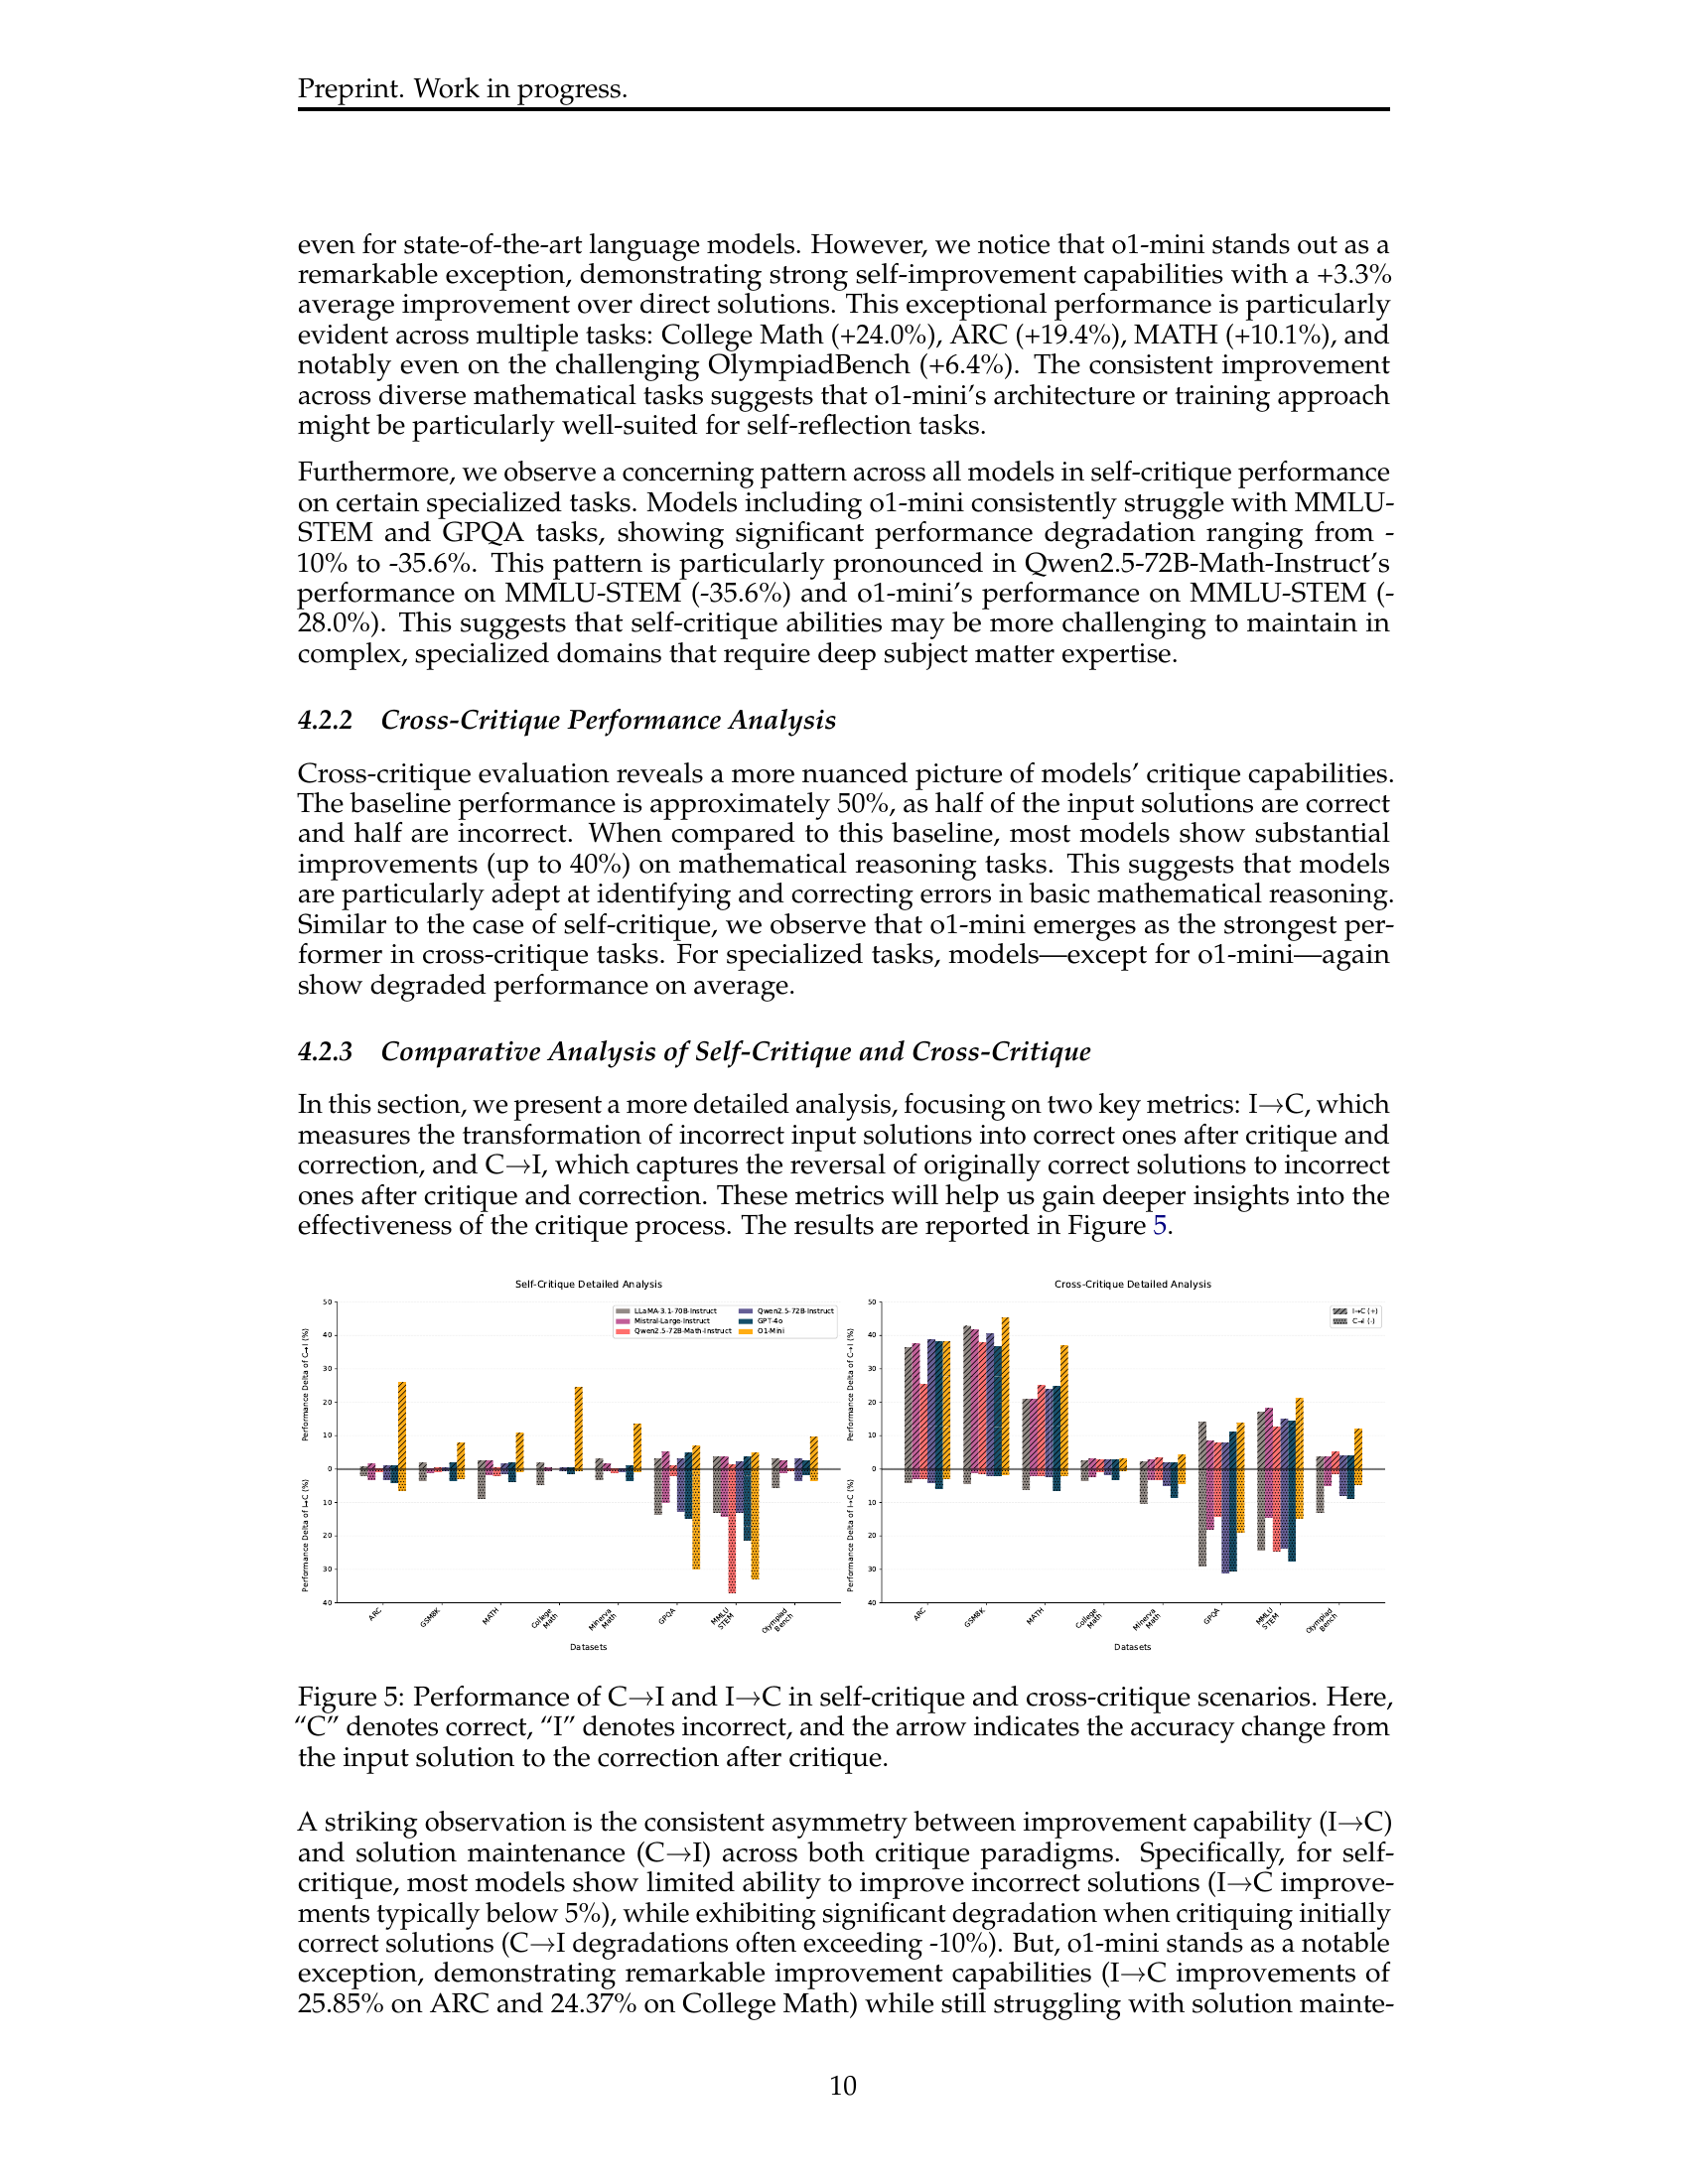 Preprint. Work in progress.
even for state-of-the-art language models. However, we notice that o1-mini stands out as a
remarkable exception, demonstrating strong self-improvement capabilities with a +3.3%
average improvement over direct solutions. This exceptional performance is particularly
evident across multiple tasks: College Math (+24.0%), ARC (+19.4%), MATH (+10.1%), and
notably even on the challenging OlympiadBench (+6.4%). The consistent improvement
across diverse mathematical tasks suggests that o1-mini's architecture or training approach
might be particularly well-suited for self-reflection tasks.
Furthermore, we observe a concerning pattern across all models in self-critique performance
on certain specialized tasks. Models including o1-mini consistently struggle with MMLU-
STEM and GPQA tasks, showing significant performance degradation ranging from -
10% to -35.6%. This pattern is particularly pronounced in Qwen2.5-72B-Math-Instruct's
performance on MMLU-STEM (-35.6%) and o1-mini's performance on MMLU-STEM (-
28.0%). This suggests that self-critique abilities may be more challenging to maintain in
complex, specialized domains that require deep subject matter expertise.
4.2.2 Cross-Critique Performance Analysis
Cross-critique evaluation reveals a more nuanced picture of models' critique capabilities.
The baseline performance is approximately 50%, as half of the input solutions are correct
and half are incorrect. When compared to this baseline, most models show substantial
improvements (up to 40%) on mathematical reasoning tasks. This suggests that models
are particularly adept at identifying and correcting errors in basic mathematical reasoning.
Similar to the case of self-critique, we observe that o1-mini emerges as the strongest per-
former in cross-critique tasks. For specialized tasks, models—except for o1-mini—again
show degraded performance on average.
4.2.3 Comparative Analysis of Self-Critique and Cross-Critique
In this section, we present a more detailed analysis, focusing on two key metrics: I→C, which
measures the transformation of incorrect input solutions into correct ones after critique and
correction, and C→I, which captures the reversal of originally correct solutions to incorrect
ones after critique and correction. These metrics will help us gain deeper insights into the
effectiveness of the critique process. The results are reported in Figure 5.
Self-Critique Detailed Analysis
50
40
30
20
10
0
10
20
30
40
Performance Delta of C→I (%)
Performance Delta of I→C (%)
LLaMA-3.1-70B-Instruct
Mistral-Large-Instruct
Qwen2.5-72B-Math-Instruct
Qwen2.5-72B-Instruct
GPT-4o
O1-Mini
ARC
GSM8K
MATH
College
Math
Minerva
Math
GPQA
MMLU
STEM
Olympiad
Bench
Datasets
Cross-Critique Detailed Analysis
50
40
30
20
10
0
10
20
30
40
Performance Delta of C→I (%)
Performance Delta of I→C (%)
I→C (+)
C→I (-)
ARC
GSM8K
MATH
College
Math
Minerva
Math
GPQA
MMLU
STEM
Olympiad
Bench
Datasets
Figure 5: Performance of C→I and I→C in self-critique and cross-critique scenarios. Here,
“C” denotes correct, “I” denotes incorrect, and the arrow indicates the accuracy change from
the input solution to the correction after critique.
A striking observation is the consistent asymmetry between improvement capability (I→C)
and solution maintenance (C→I) across both critique paradigms. Specifically, for self-
critique, most models show limited ability to improve incorrect solutions (I→C improve-
ments typically below 5%), while exhibiting significant degradation when critiquing initially
correct solutions (C→I degradations often exceeding -10%). But, o1-mini stands as a notable
exception, demonstrating remarkable improvement capabilities (I→C improvements of
25.85% on ARC and 24.37% on College Math) while still struggling with solution mainte-
10